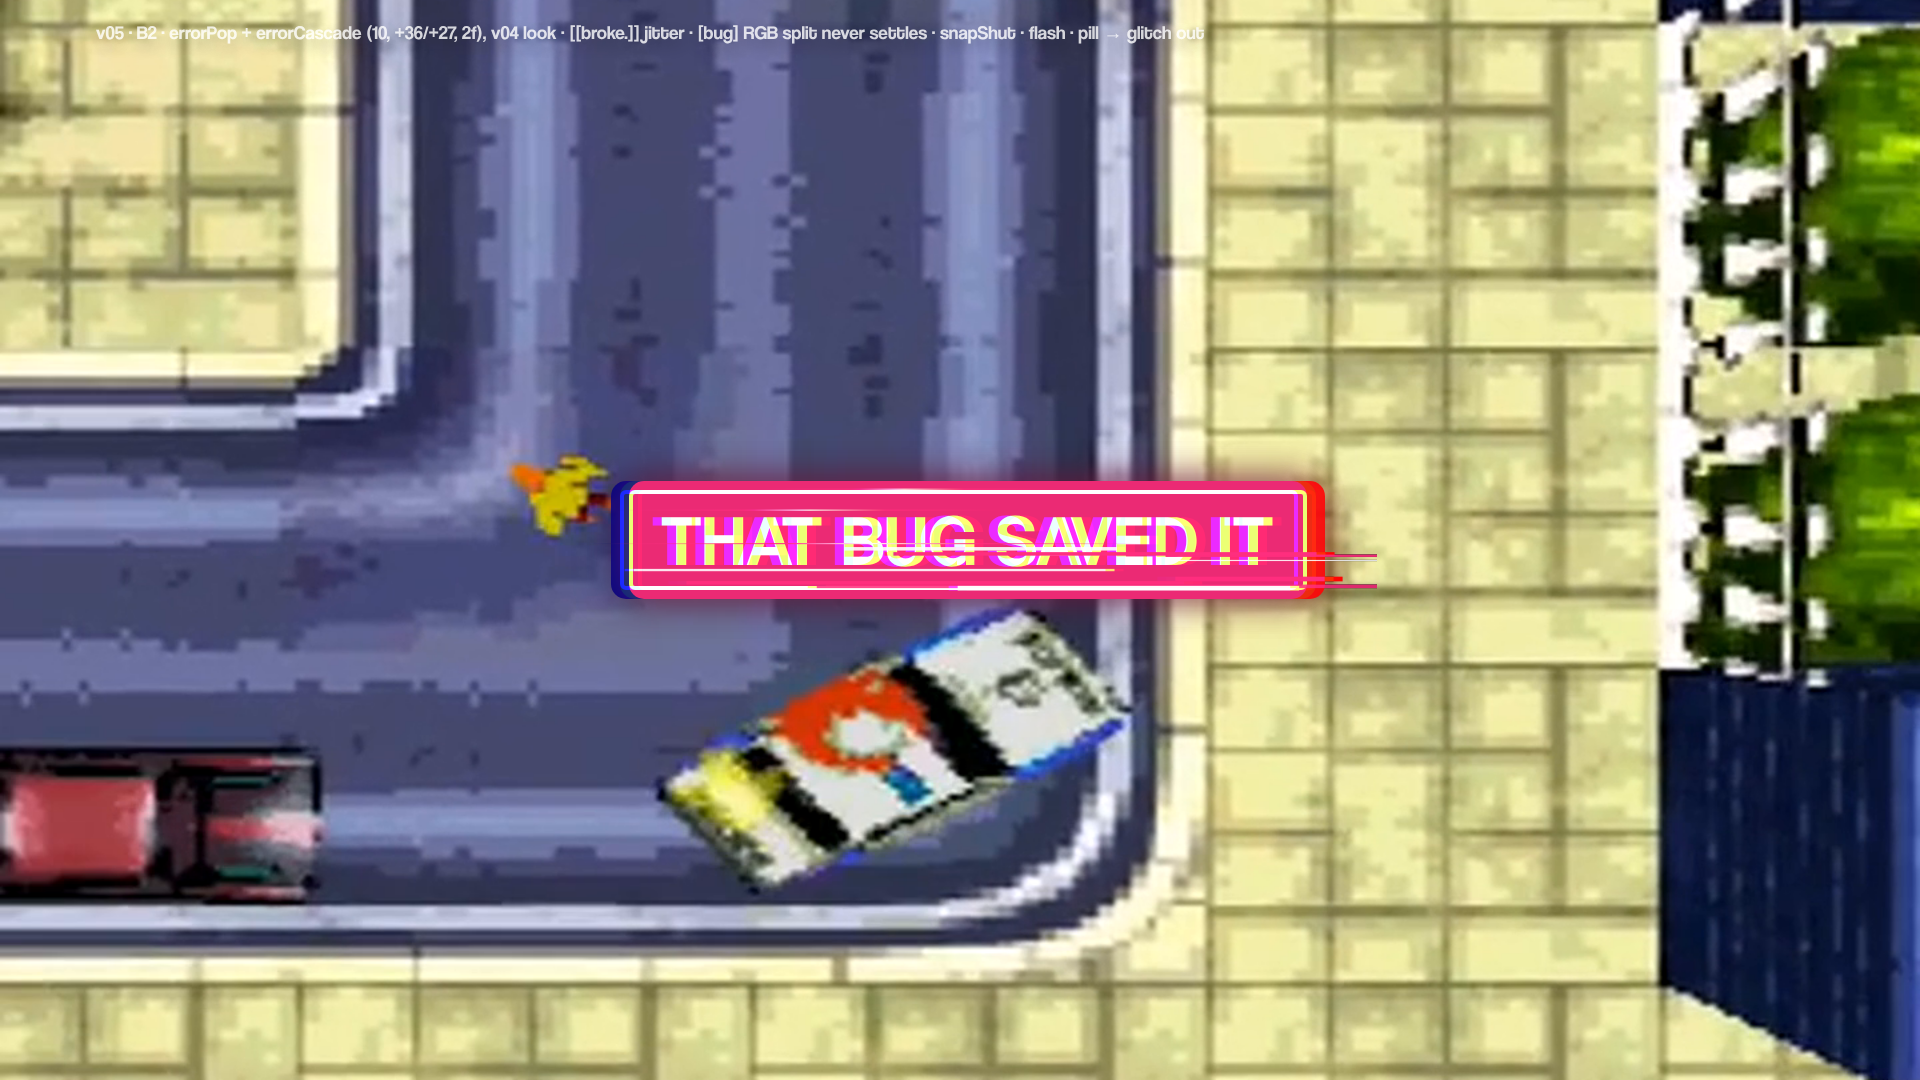 v05 · B2 · errorPop + errorCascade (10, +36/+27, 2f), v04 look · [[broke.]] jitter · [bug] RGB split never settles · snapShut · flash · pill → glitch out
THAT BUG SAVED IT